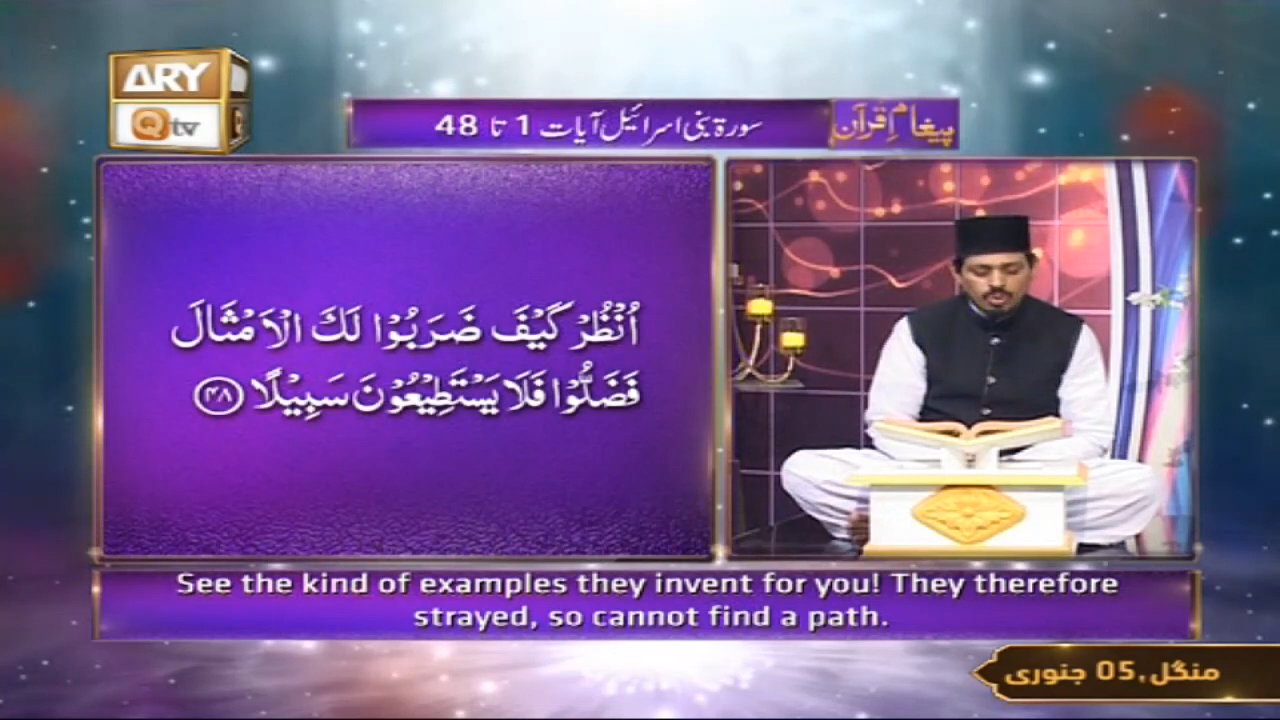 ARY
Qtv
پیغامِ قرآن
سورۃ بنی اسرائیل آیات 1 تا 48
اُنْظُرْ كَیْفَ ضَرَبُوْا لَكَ الْاَمْثَالَ
فَضَلُّوْا فَلَا یَسْتَطِیْعُوْنَ سَبِیْلًا ﴿۴۸﴾
See the kind of examples they invent for you! They therefore
strayed, so cannot find a path.
منگل, 05 جنوری